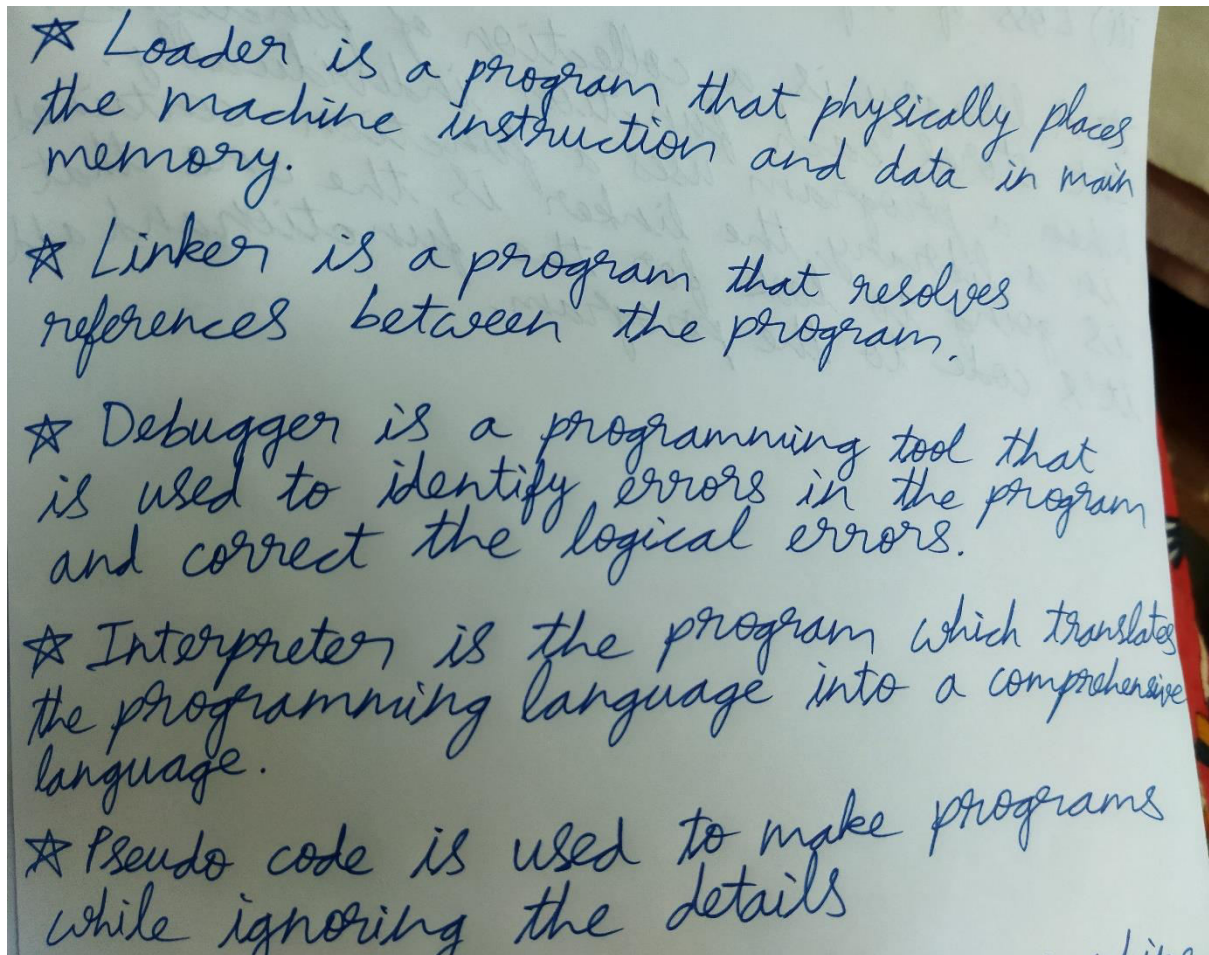 ☆ Loader is a program that physically places
the machine instruction and data in main
memory.
☆ Linker is a program that resolves
references between the program.
☆ Debugger is a programming tool that
is used to identify errors in the program
and correct the logical errors.
☆ Interpreter is the program which translates
the programming language into a comprehensive
language.
☆ Pseudo code is used to make programs
while ignoring the details